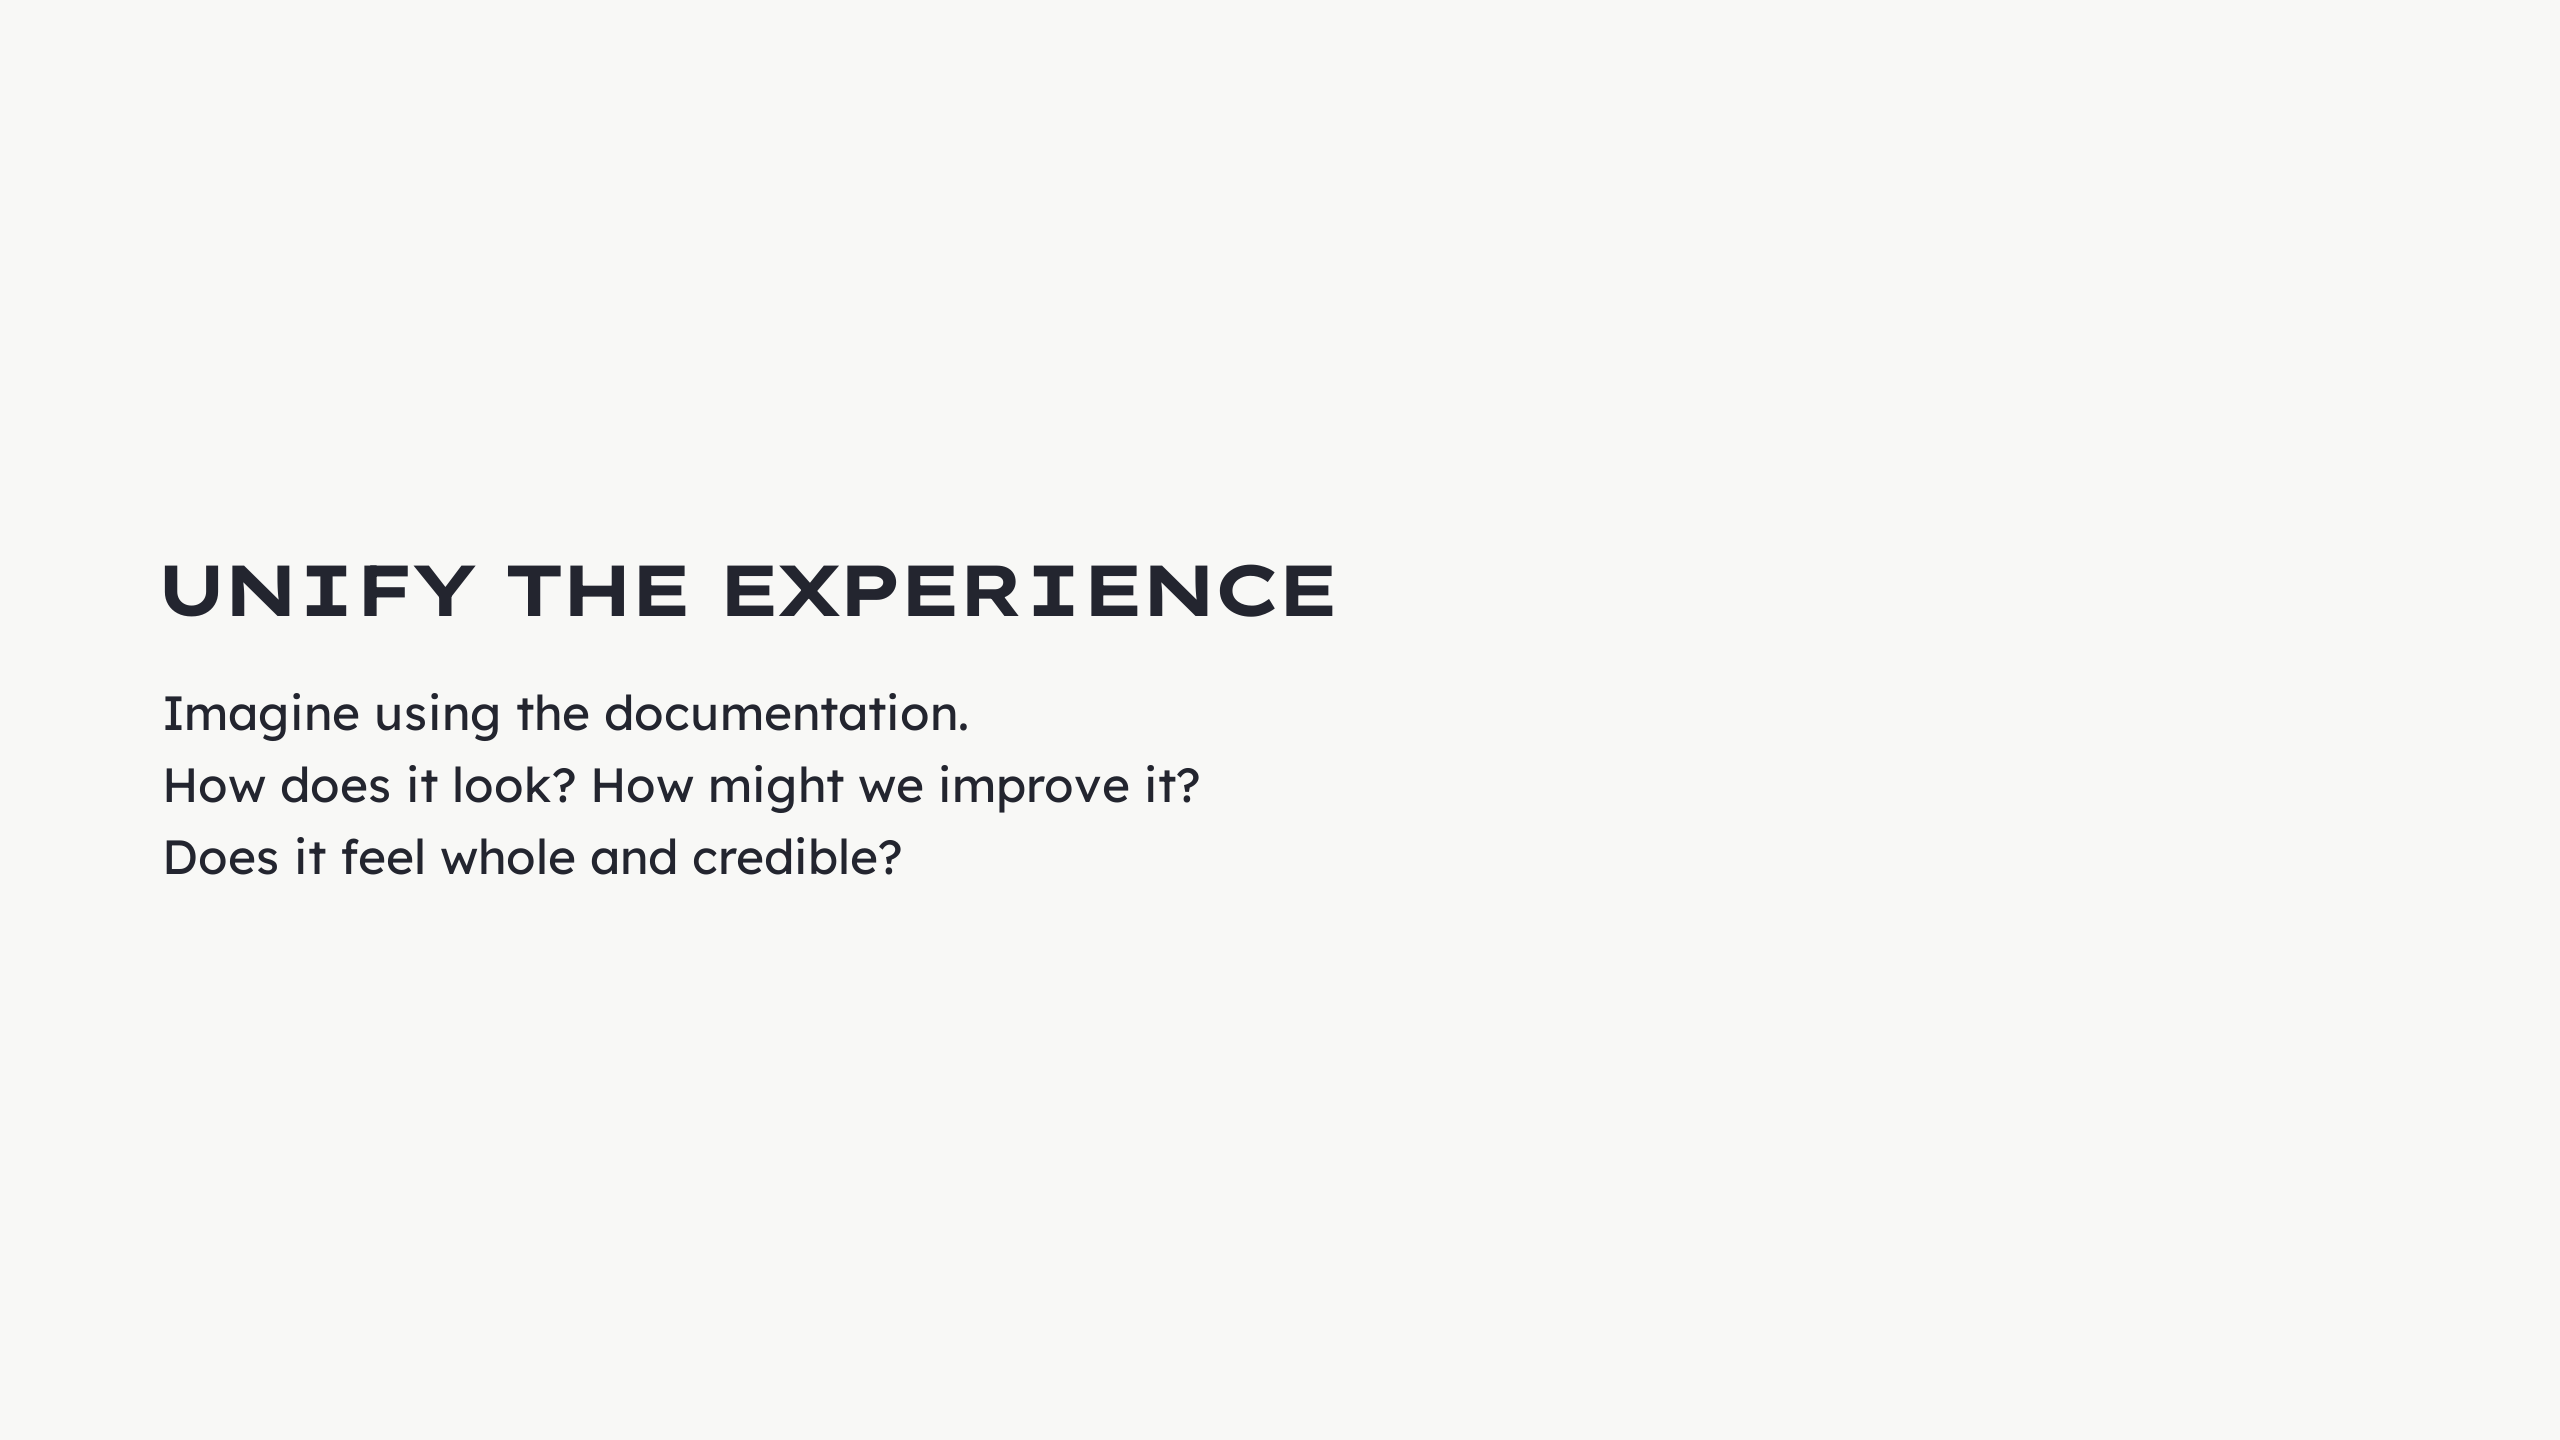 UNIFY THE EXPERIENCE
Imagine using the documentation.
How does it look? How might we improve it?
Does it feel whole and credible?